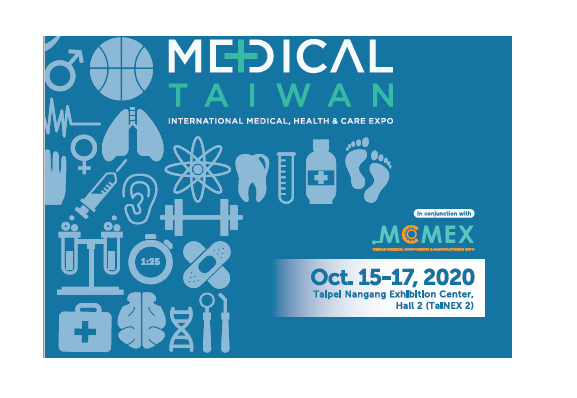 MEDICAL
TAIWAN
INTERNATIONAL MEDICAL, HEALTH & CARE EXPO
in conjunction with
MCMEX
1:25
Oct. 15-17, 2020
Taipei Nangang Exhibition Center,
Hall 2 (TaiNEX 2)